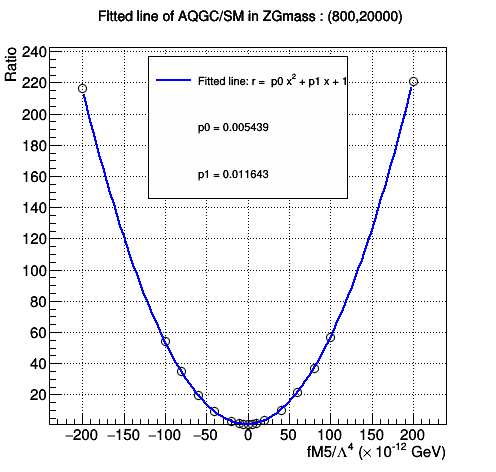 FItted line of AQGC/SM in ZGmass : (800,20000)
Ratio
240
220
200
180
160
140
120
100
80
60
40
20
Fitted line: r = p0 x² + p1 x + 1
p0 = 0.005439
p1 = 0.011643
−200 −150 −100 −50 0 50 100 150 200
fM5/Λ⁴ (× 10⁻¹² GeV)